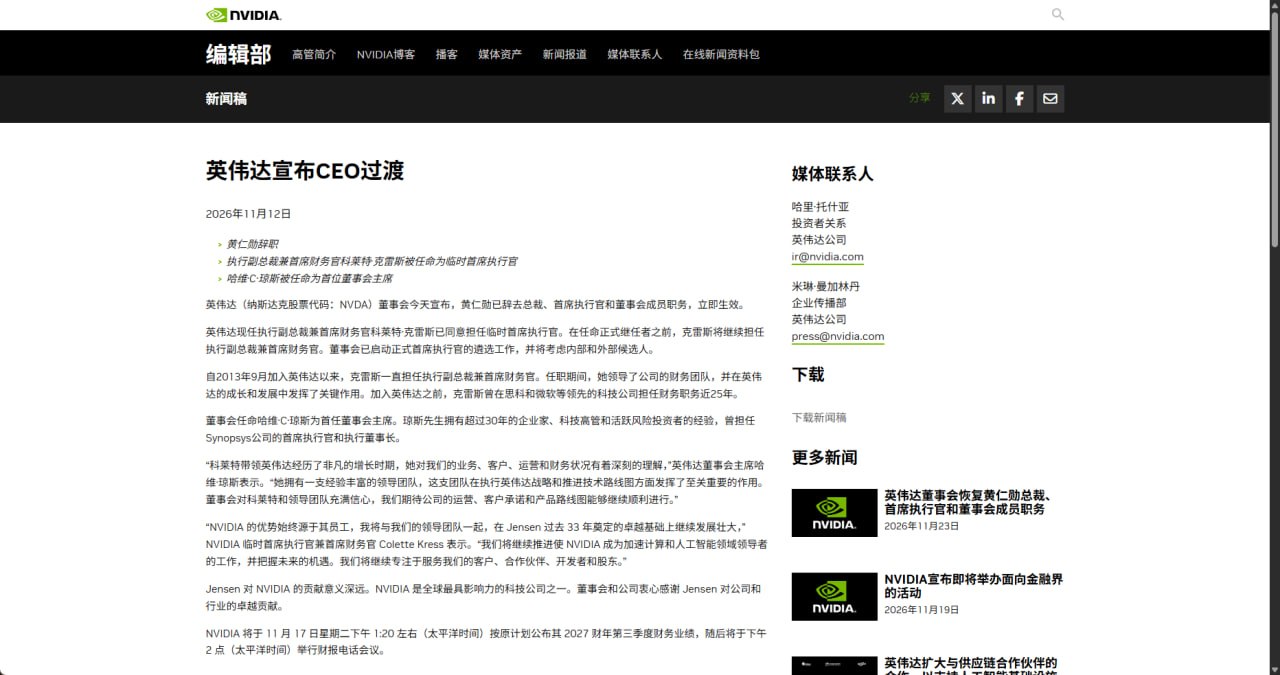 NVIDIA.
编辑部
高管简介
NVIDIA博客
播客
媒体资产
新闻报道
媒体联系人
在线新闻资料包
新闻稿
分享
英伟达宣布CEO过渡
2026年11月12日
黄仁勋辞职
执行副总裁兼首席财务官科莱特·克雷斯被任命为临时首席执行官
哈维·C·琼斯被任命为首位董事会主席
英伟达（纳斯达克股票代码：NVDA）董事会今天宣布，黄仁勋已辞去总裁、首席执行官和董事会成员职务，立即生效。
英伟达现任执行副总裁兼首席财务官科莱特·克雷斯已同意担任临时首席执行官。在任命正式继任者之前，克雷斯将继续担任
执行副总裁兼首席财务官。董事会已启动正式首席执行官的遴选工作，并将考虑内部和外部候选人。
自2013年9月加入英伟达以来，克雷斯一直担任执行副总裁兼首席财务官。任职期间，她领导了公司的财务团队，并在英伟
达的成长和发展中发挥了关键作用。加入英伟达之前，克雷斯曾在思科和微软等领先的科技公司担任财务职务近25年。
董事会任命哈维·C·琼斯为首任董事会主席。琼斯先生拥有超过30年的企业家、科技高管和活跃风险投资者的经验，曾担任
Synopsys公司的首席执行官和执行董事长。
“科莱特带领英伟达经历了非凡的增长时期，她对我们的业务、客户、运营和财务状况有着深刻的理解，”英伟达董事会主席哈
维·琼斯表示。“她拥有一支经验丰富的领导团队，这支团队在执行英伟达战略和推进技术路线图方面发挥了至关重要的作用。
董事会对科莱特和领导团队充满信心，我们期待公司的运营、客户承诺和产品路线图能够继续顺利进行。”
“NVIDIA 的优势始终源于其员工，我将与我们的领导团队一起，在 Jensen 过去 33 年奠定的卓越基础上继续发展壮大，”
NVIDIA 临时首席执行官兼首席财务官 Colette Kress 表示。“我们将继续推进使 NVIDIA 成为加速计算和人工智能领域领导者
的工作，并把握未来的机遇。我们将继续专注于服务我们的客户、合作伙伴、开发者和股东。”
Jensen 对 NVIDIA 的贡献意义深远。NVIDIA 是全球最具影响力的科技公司之一。董事会和公司衷心感谢 Jensen 对公司和
行业的卓越贡献。
NVIDIA 将于 11 月 17 日星期二下午 1:20 左右（太平洋时间）按原计划公布其 2027 财年第三季度财务业绩，随后将于下午
2 点（太平洋时间）举行财报电话会议。
媒体联系人
哈里·托什亚
投资者关系
英伟达公司
ir@nvidia.com
米琳·曼加林丹
企业传播部
英伟达公司
press@nvidia.com
下载
下载新闻稿
更多新闻
NVIDIA.
英伟达董事会恢复黄仁勋总裁、
首席执行官和董事会成员职务
2026年11月23日
NVIDIA.
NVIDIA宣布即将举办面向金融界
的活动
2026年11月19日
英伟达扩大与供应链合作伙伴的